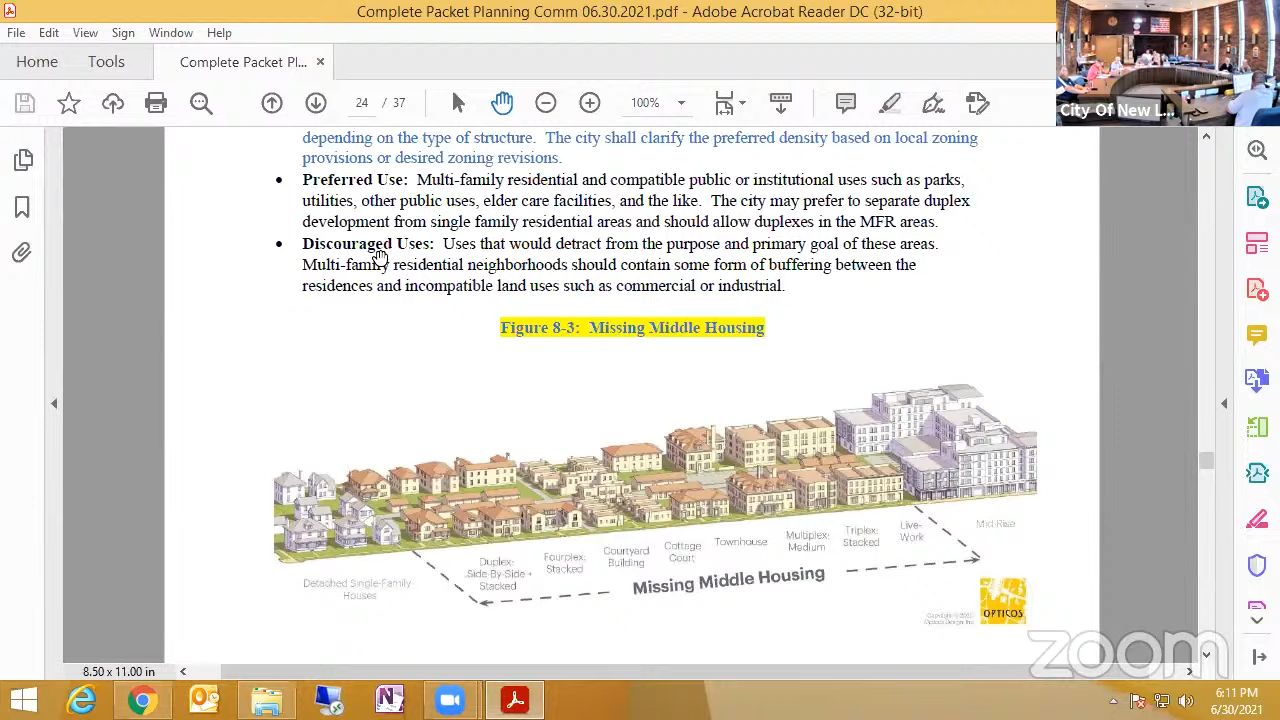 Complete Packet Planning Comm 06.30.2021.pdf - Adobe Acrobat Reader DC (32-bit)
File Edit View Sign Window Help
Home Tools Complete Packet Pl... ×
24 / 37 100%
City Of New L...
depending on the type of structure. The city shall clarify the preferred density based on local zoning
provisions or desired zoning revisions.
• Preferred Use: Multi-family residential and compatible public or institutional uses such as parks,
utilities, other public uses, elder care facilities, and the like. The city may prefer to separate duplex
development from single family residential areas and should allow duplexes in the MFR areas.
• Discouraged Uses: Uses that would detract from the purpose and primary goal of these areas.
Multi-family residential neighborhoods should contain some form of buffering between the
residences and incompatible land uses such as commercial or industrial.
Figure 8-3: Missing Middle Housing
Detached Single-Family
Houses
Duplex:
Side-By-Side +
Stacked
Fourplex:
Stacked
Courtyard
Building
Cottage
Court
Townhouse
Multiplex:
Medium
Triplex:
Stacked
Live-
Work
Mid-Rise
Missing Middle Housing
OPTICOS
Copyright © 2020
Opticos Design, Inc.
zoom
8.50 x 11.00 in
6:11 PM
6/30/2021